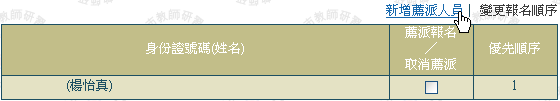 新增薦派人員 | 變更報名順序
身份證號碼(姓名)
薦派報名
／
取消薦派
優先順序
(楊怡真)
1